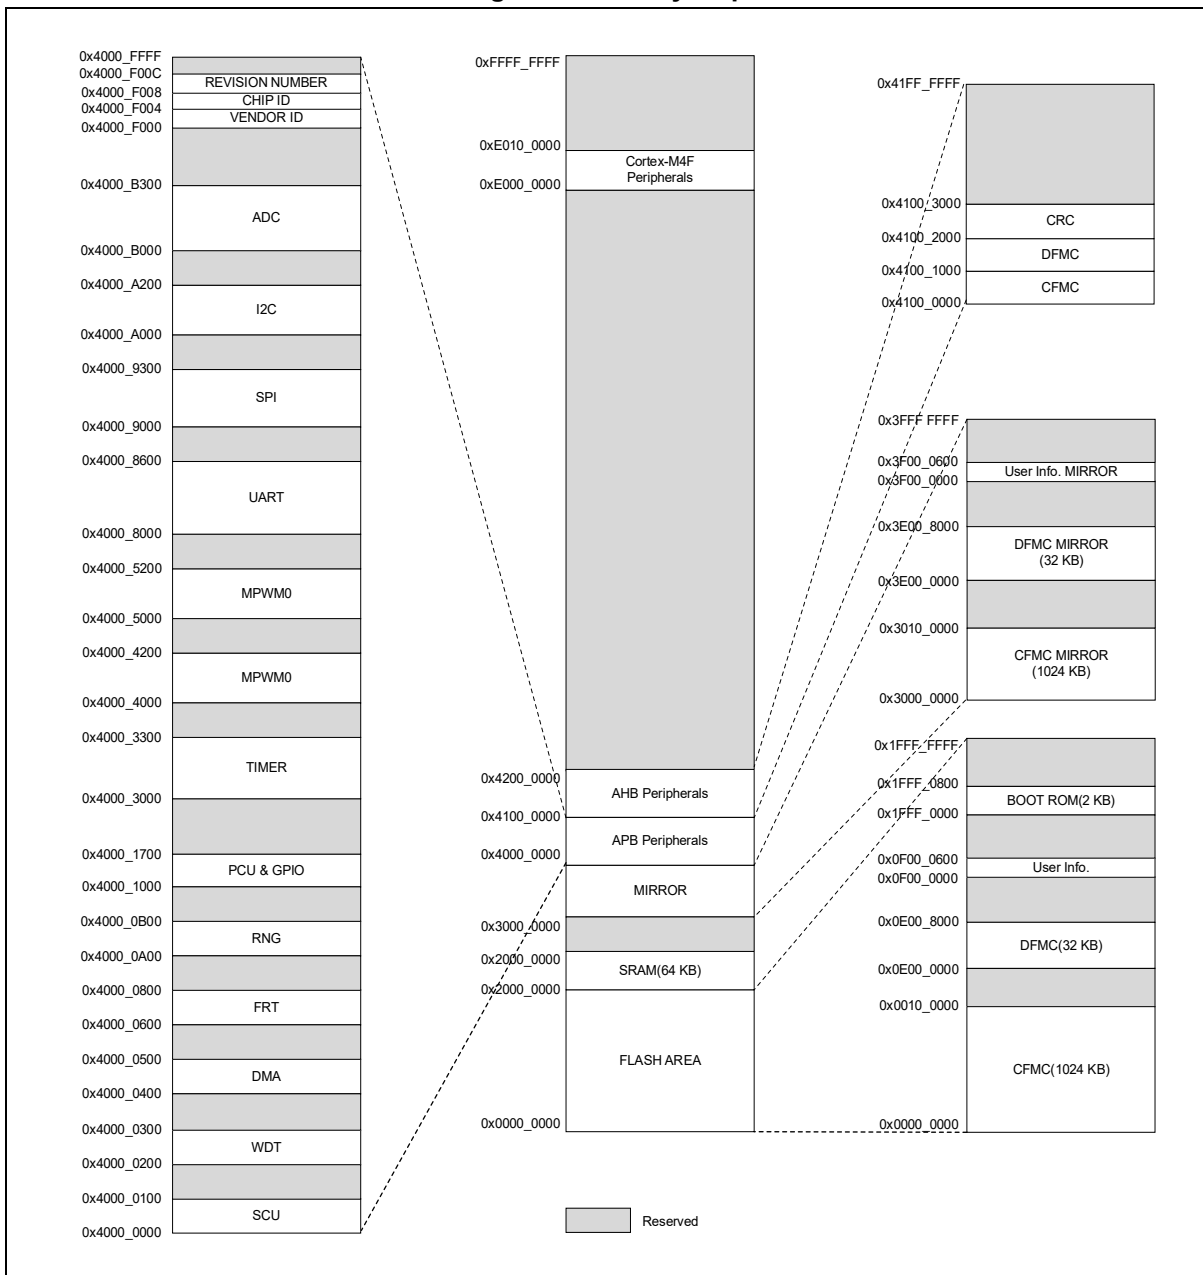 0x4000_FFFF
0x4000_F00C
REVISION NUMBER
0x4000_F008
CHIP ID
0x4000_F004
VENDOR ID
0x4000_F000
0x4000_B300
ADC
0x4000_B000
0x4000_A200
I2C
0x4000_A000
0x4000_9300
SPI
0x4000_9000
0x4000_8600
UART
0x4000_8000
0x4000_5200
MPWM0
0x4000_5000
0x4000_4200
MPWM0
0x4000_4000
0x4000_3300
TIMER
0x4000_3000
0x4000_1700
PCU & GPIO
0x4000_1000
0x4000_0B00
RNG
0x4000_0A00
0x4000_0800
FRT
0x4000_0600
0x4000_0500
DMA
0x4000_0400
0x4000_0300
WDT
0x4000_0200
0x4000_0100
SCU
0x4000_0000
0xFFFF_FFFF
0xE010_0000
Cortex-M4F
Peripherals
0xE000_0000
0x4200_0000
AHB Peripherals
0x4100_0000
APB Peripherals
0x4000_0000
MIRROR
0x3000_0000
0x2000_0000
SRAM(64 KB)
0x2000_0000
FLASH AREA
0x0000_0000
Reserved
0x41FF_FFFF
0x4100_3000
CRC
0x4100_2000
DFMC
0x4100_1000
CFMC
0x4100_0000
0x3FFF FFFF
0x3F00_0600
User Info. MIRROR
0x3F00_0000
0x3E00_8000
DFMC MIRROR
(32 KB)
0x3E00_0000
0x3010_0000
CFMC MIRROR
(1024 KB)
0x3000_0000
0x1FFF_FFFF
0x1FFF_0800
BOOT ROM(2 KB)
0x1FFF_0000
0x0F00_0600
User Info.
0x0F00_0000
0x0E00_8000
DFMC(32 KB)
0x0E00_0000
0x0010_0000
CFMC(1024 KB)
0x0000_0000